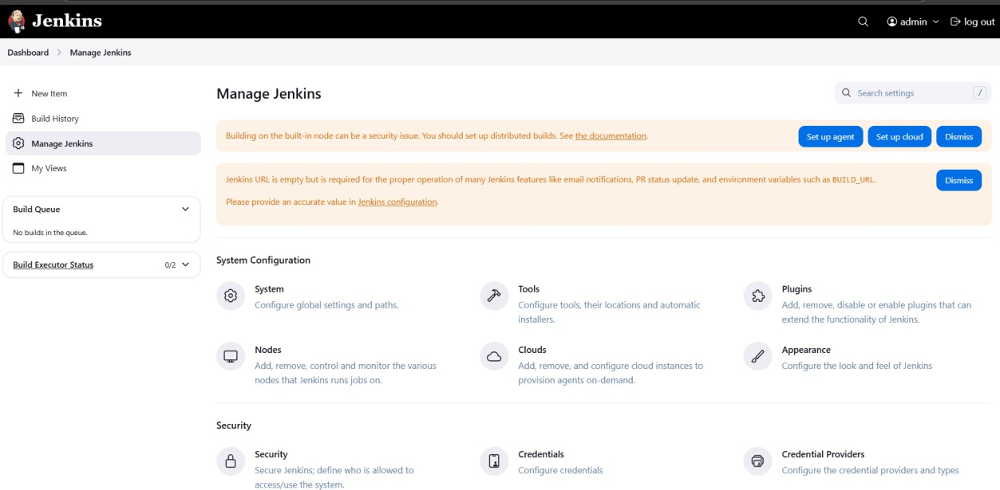 Jenkins
admin
log out
Dashboard > Manage Jenkins
New Item
Build History
Manage Jenkins
My Views
Build Queue
No builds in the queue.
Build Executor Status 0/2
Manage Jenkins
Search settings /
Building on the built-in node can be a security issue. You should set up distributed builds. See the documentation.
Set up agent
Set up cloud
Dismiss
Jenkins URL is empty but is required for the proper operation of many Jenkins features like email notifications, PR status update, and environment variables such as BUILD_URL.
Please provide an accurate value in Jenkins configuration.
Dismiss
System Configuration
System
Configure global settings and paths.
Tools
Configure tools, their locations and automatic
installers.
Plugins
Add, remove, disable or enable plugins that can
extend the functionality of Jenkins.
Nodes
Add, remove, control and monitor the various
nodes that Jenkins runs jobs on.
Clouds
Add, remove, and configure cloud instances to
provision agents on-demand.
Appearance
Configure the look and feel of Jenkins
Security
Security
Secure Jenkins; define who is allowed to
access/use the system.
Credentials
Configure credentials
Credential Providers
Configure the credential providers and types